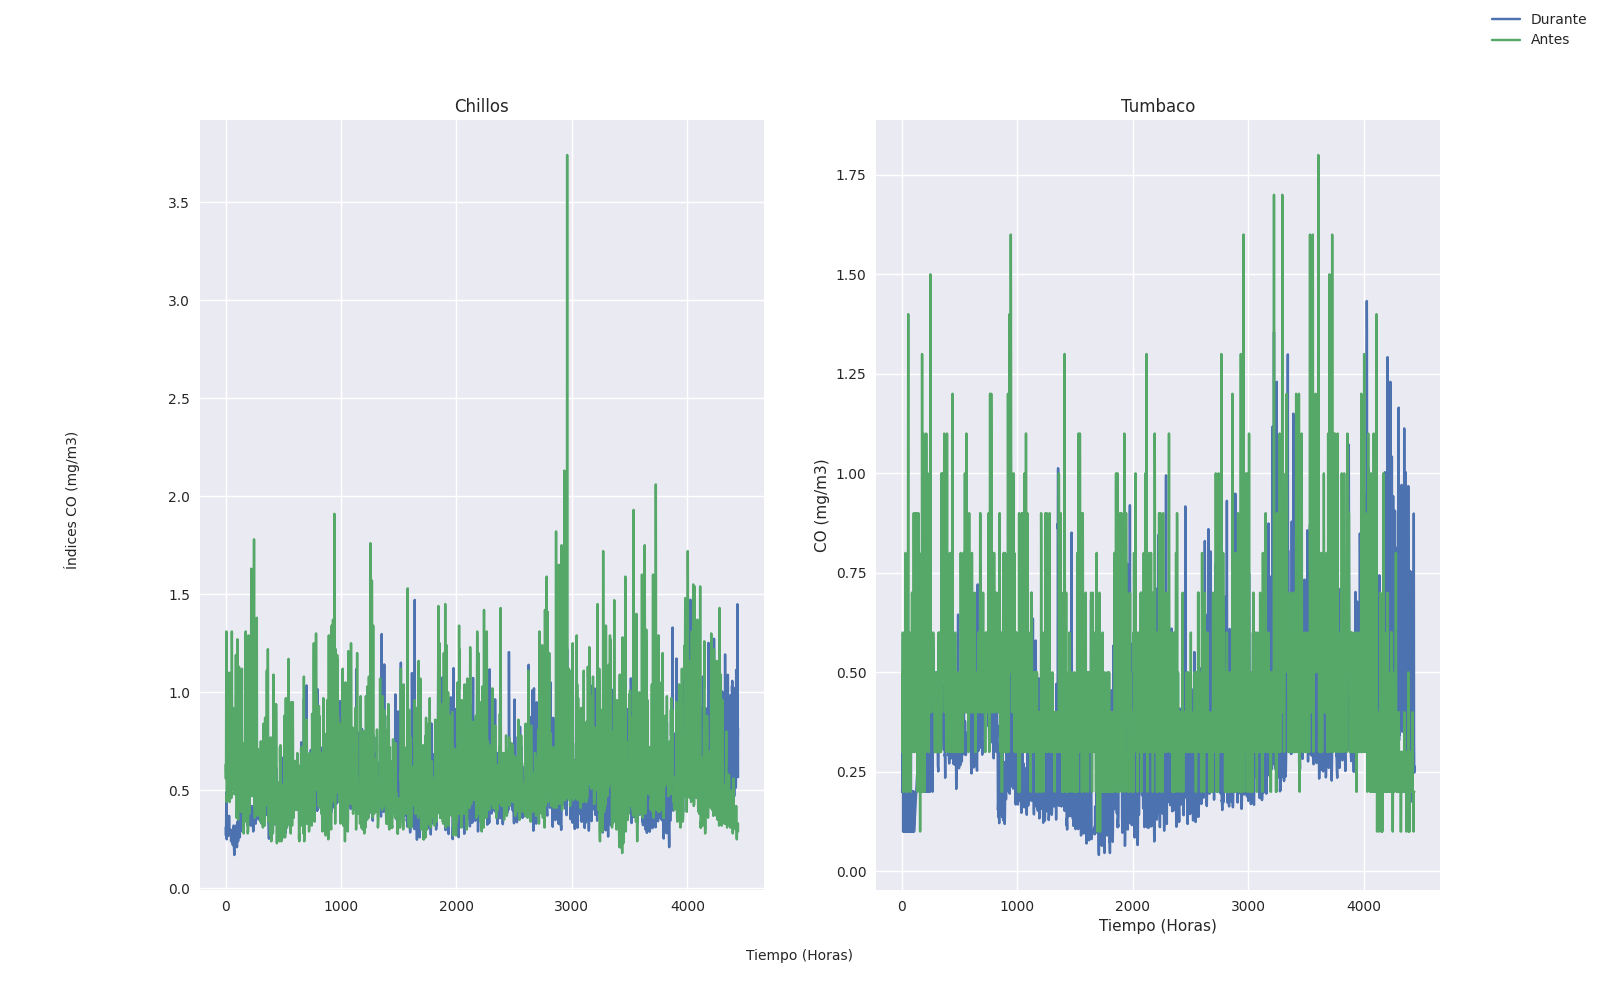 Durante
Antes
Chillos
Tumbaco
Índices CO (mg/m3)
3.5
3.0
2.5
2.0
1.5
1.0
0.5
0.0
0 1000 2000 3000 4000
CO (mg/m3)
1.75
1.50
1.25
1.00
0.75
0.50
0.25
0.00
0 1000 2000 3000 4000
Tiempo (Horas)
Tiempo (Horas)